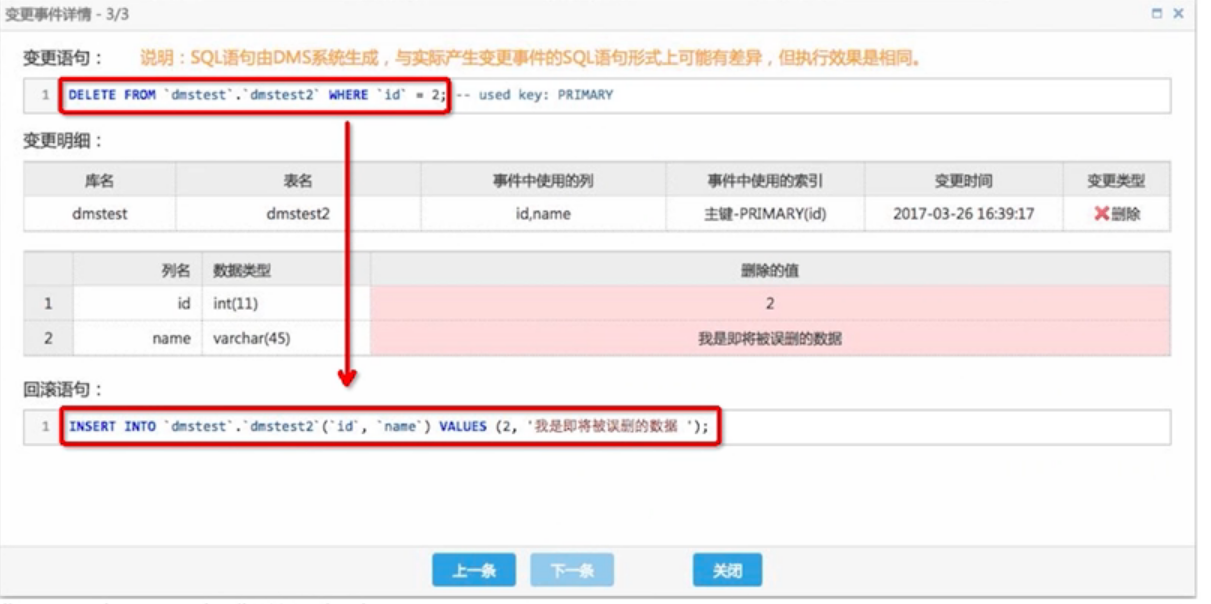 变更事件详情 - 3/3
变更语句： 说明：SQL语句由DMS系统生成，与实际产生变更事件的SQL语句形式上可能有差异，但执行效果是相同。
1 DELETE FROM `dmstest`.`dmstest2` WHERE `id` = 2; -- used key: PRIMARY
变更明细：
库名 表名 事件中使用的列 事件中使用的索引 变更时间 变更类型
dmstest dmstest2 id,name 主键-PRIMARY(id) 2017-03-26 16:39:17 ✖删除
列名 数据类型 删除的值
1 id int(11) 2
2 name varchar(45) 我是即将被误删的数据
回滚语句：
1 INSERT INTO `dmstest`.`dmstest2`(`id`, `name`) VALUES (2, '我是即将被误删的数据 ');
上一条 下一条 关闭